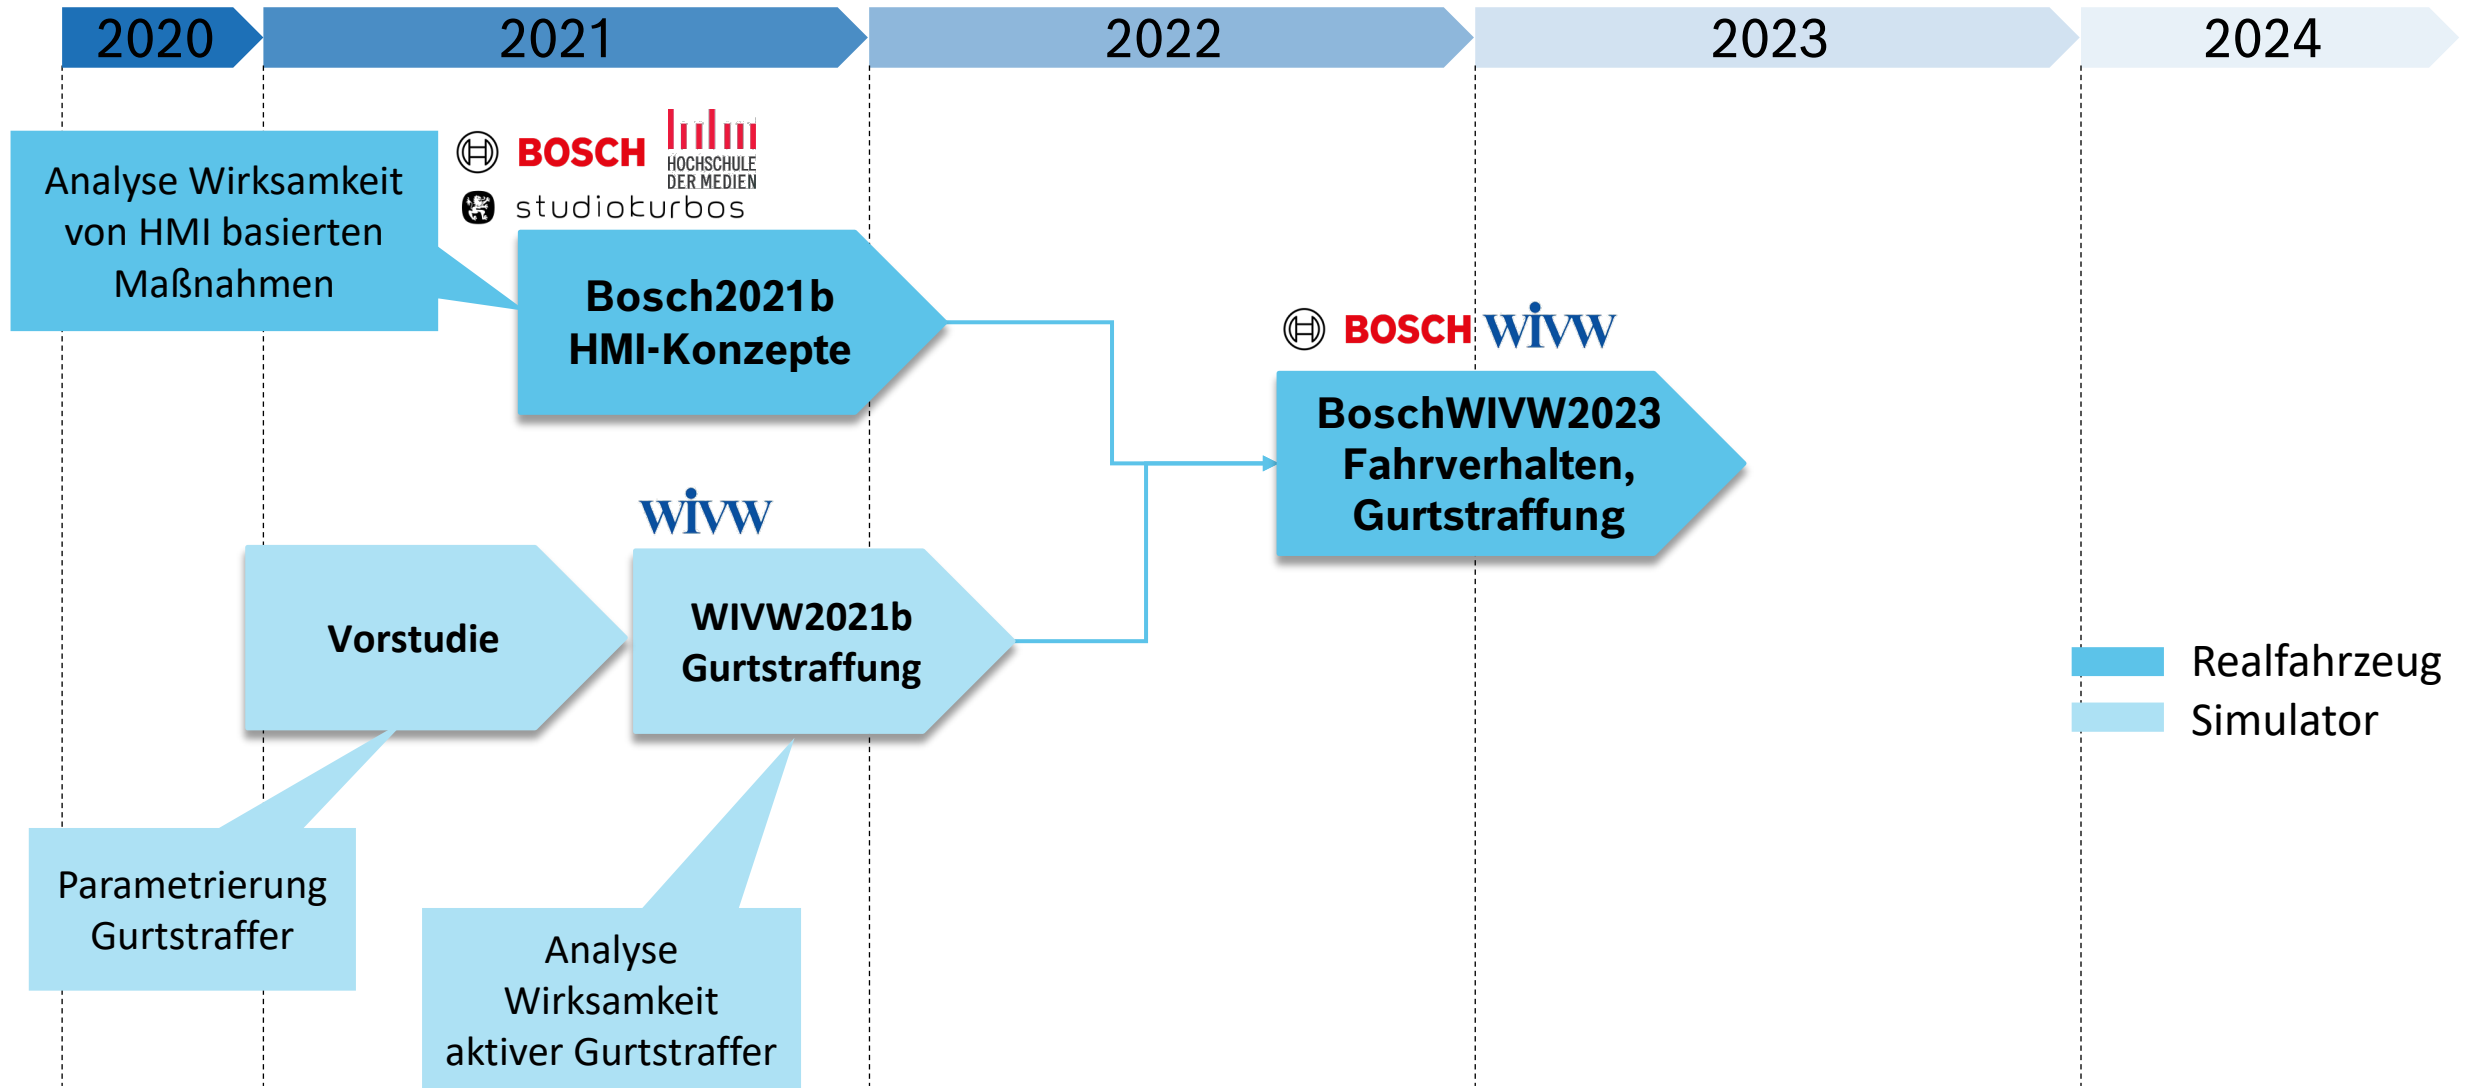 2020
2021
2022
2023
2024
Analyse Wirksamkeit
von HMI basierten
Maßnahmen
BOSCH
HOCHSCHULE
DER MEDIEN
studiokurbos
Bosch2021b
HMI-Konzepte
BOSCH
WIVW
BoschWIVW2023
Fahrverhalten,
Gurtstraffung
WIVW
Vorstudie
WIVW2021b
Gurtstraffung
Realfahrzeug
Simulator
Parametrierung
Gurtstraffer
Analyse
Wirksamkeit
aktiver Gurtstraffer